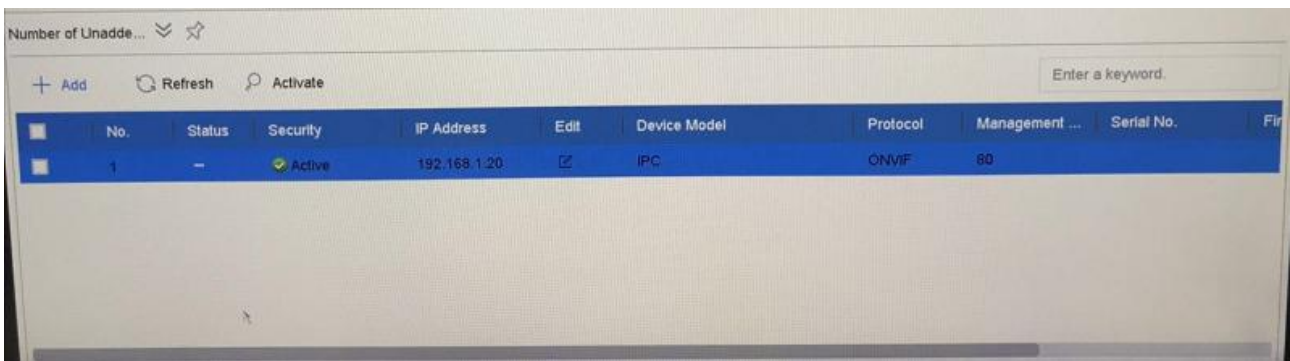 Number of Unadde...
Add Refresh Activate Enter a keyword.
No. Status Security IP Address Edit Device Model Protocol Management ... Serial No. Fir
1 – Active 192.168.1.20 IPC ONVIF 80